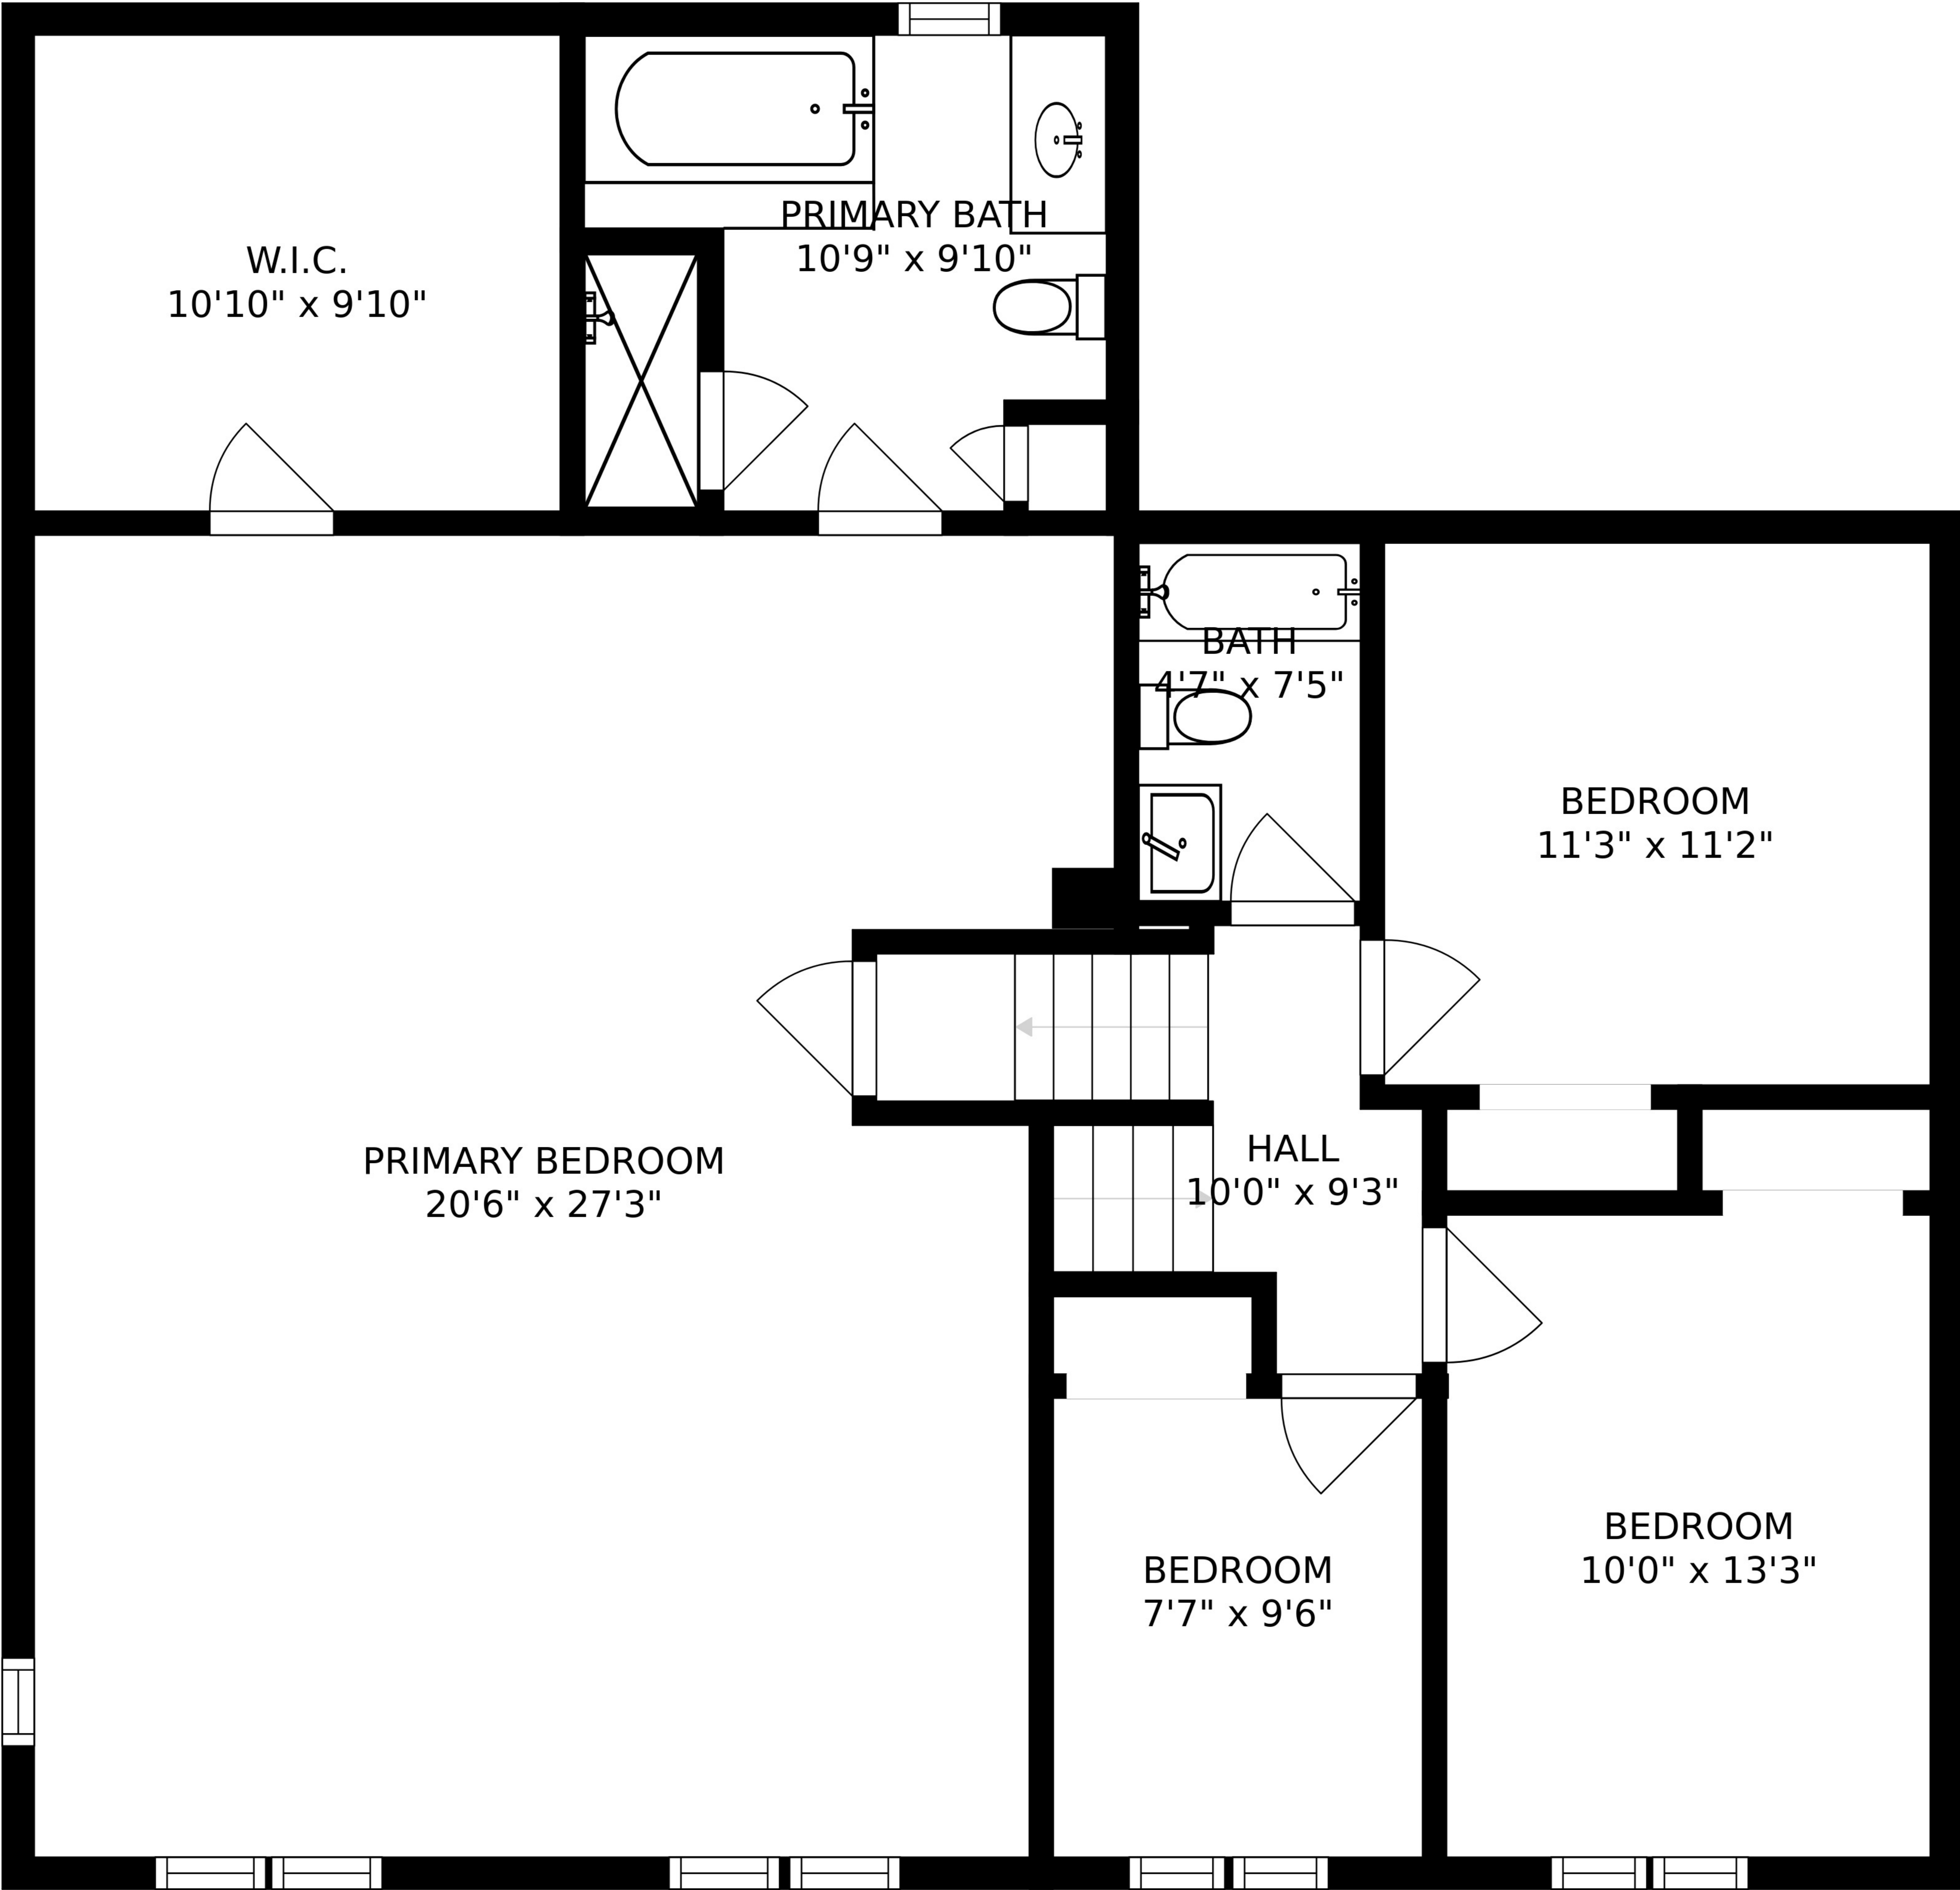 PRIMARY BATH
10'9" x 9'10"
W.I.C.
10'10" x 9'10"
BATH
4'7" x 7'5"
BEDROOM
11'3" x 11'2"
PRIMARY BEDROOM
20'6" x 27'3"
HALL
10'0" x 9'3"
BEDROOM
10'0" x 13'3"
BEDROOM
7'7" x 9'6"